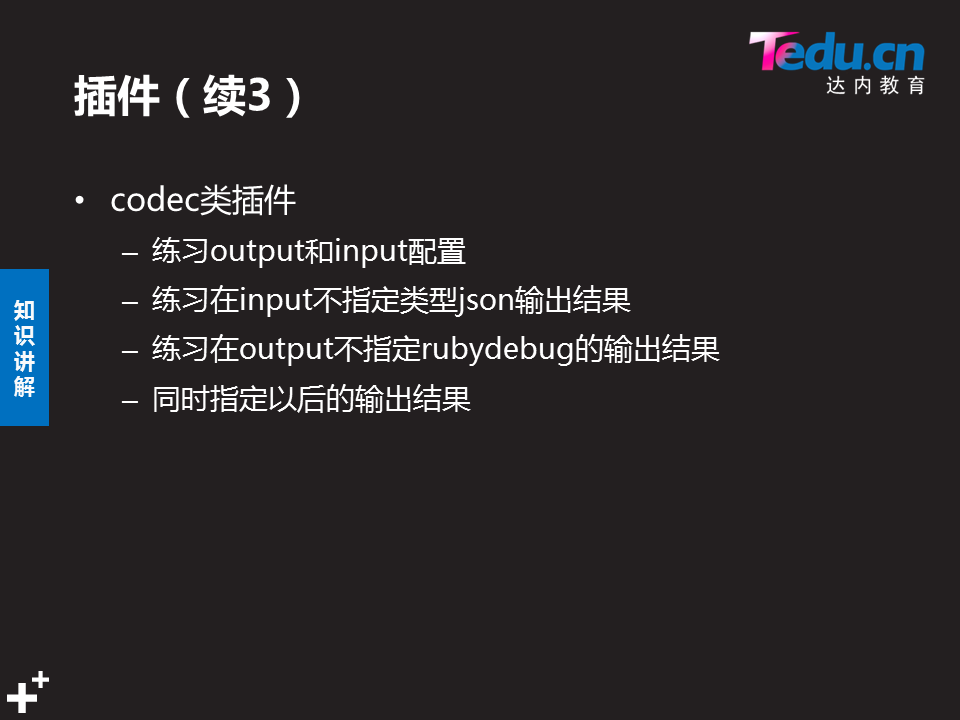 Tedu.cn
达内教育
插件（续3）
• codec类插件
– 练习output和input配置
– 练习在input不指定类型json输出结果
– 练习在output不指定rubydebug的输出结果
– 同时指定以后的输出结果
知
识
讲
解